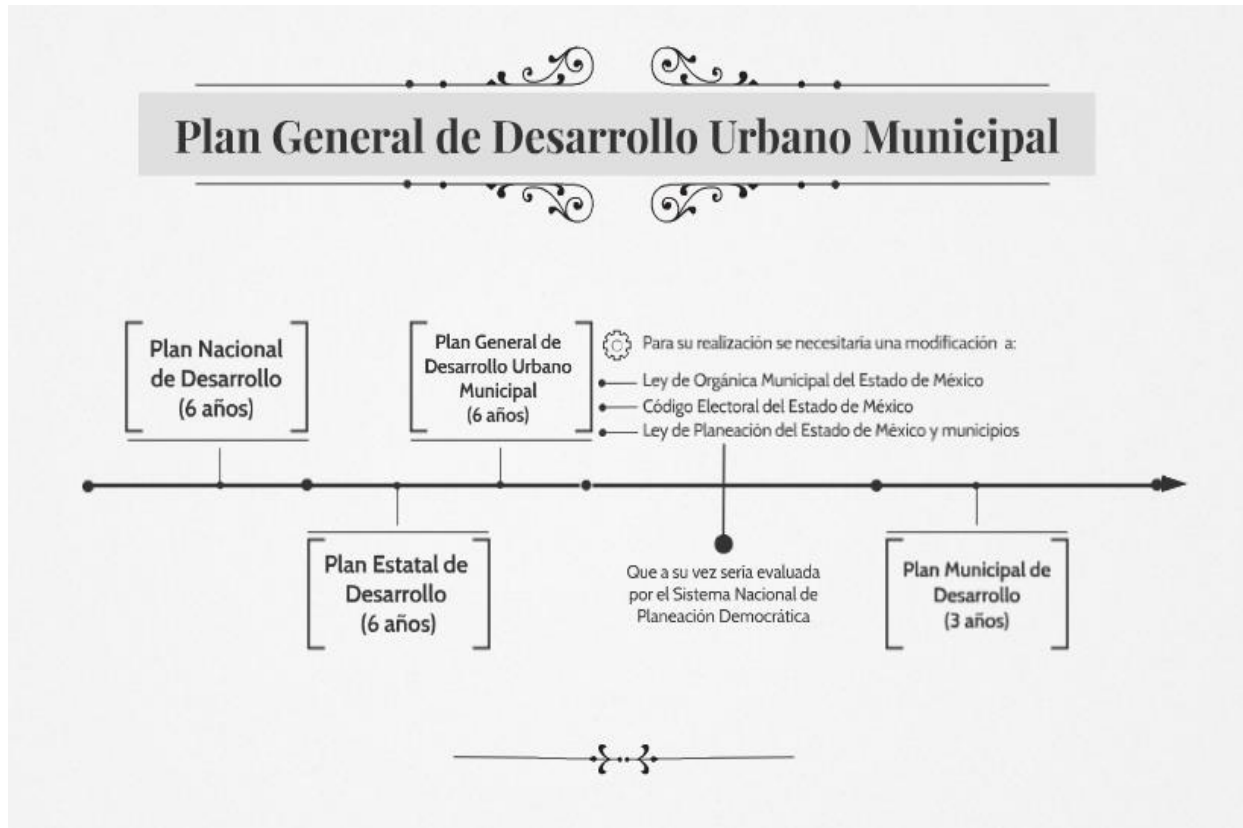 Plan General de Desarrollo Urbano Municipal
Plan Nacional
de Desarrollo
(6 años)
Plan General de
Desarrollo Urbano
Municipal
(6 años)
Para su realización se necesitaria una modificación a:
Ley de Orgánica Municipal del Estado de México
Código Electoral del Estado de México
Ley de Planeación del Estado de México y municipios
Plan Estatal de
Desarrollo
(6 años)
Que a su vez seria evaluada
por el Sistema Nacional de
Planeación Democrática
Plan Municipal de
Desarrollo
(3 años)